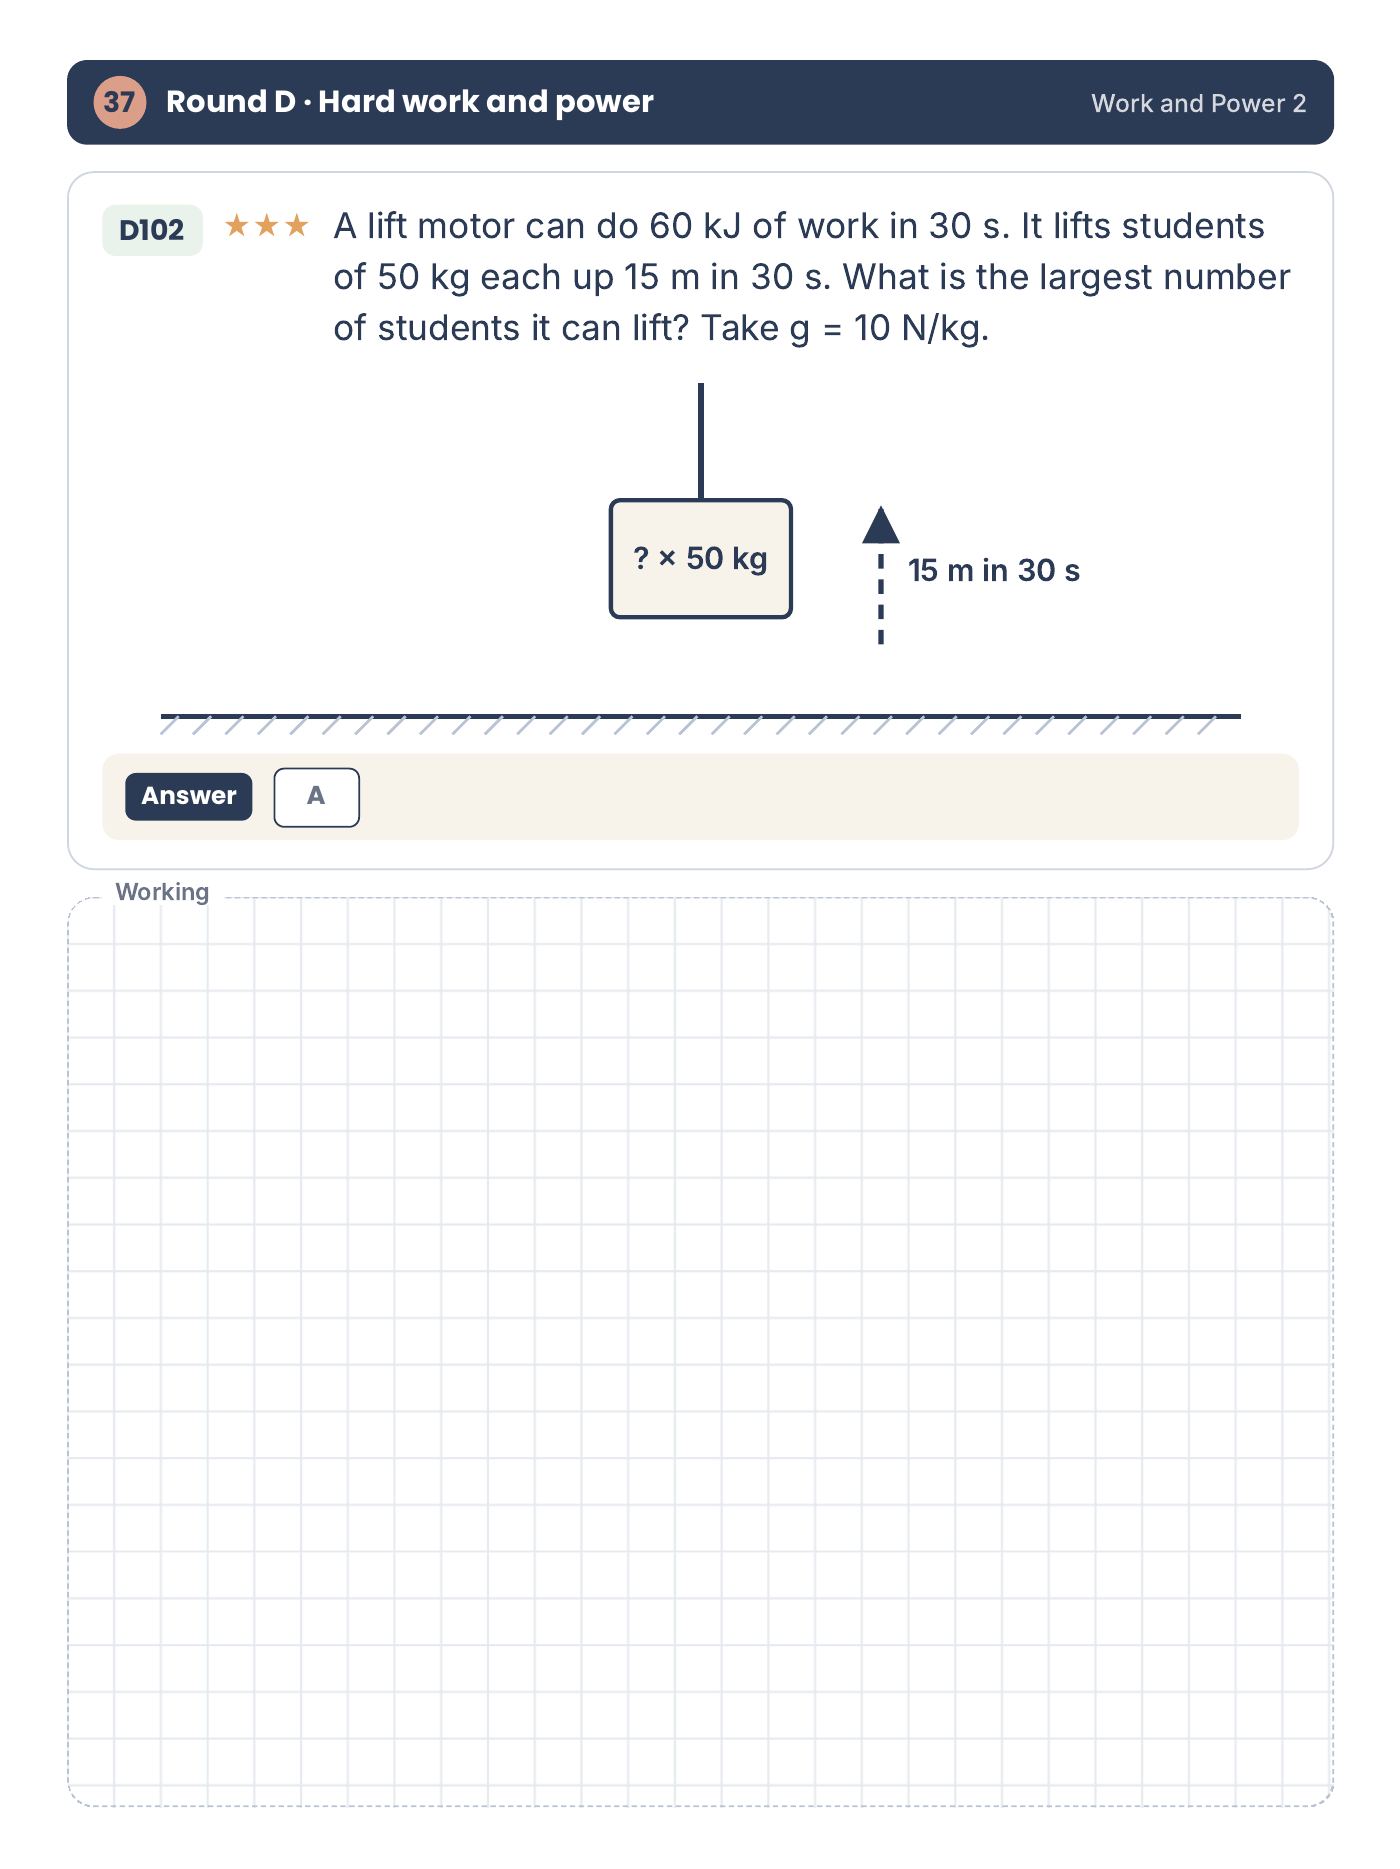 37 Round D · Hard work and power Work and Power 2
D102 ★★★ A lift motor can do 60 kJ of work in 30 s. It lifts students
of 50 kg each up 15 m in 30 s. What is the largest number
of students it can lift? Take g = 10 N/kg.
? × 50 kg
15 m in 30 s
Answer A
Working